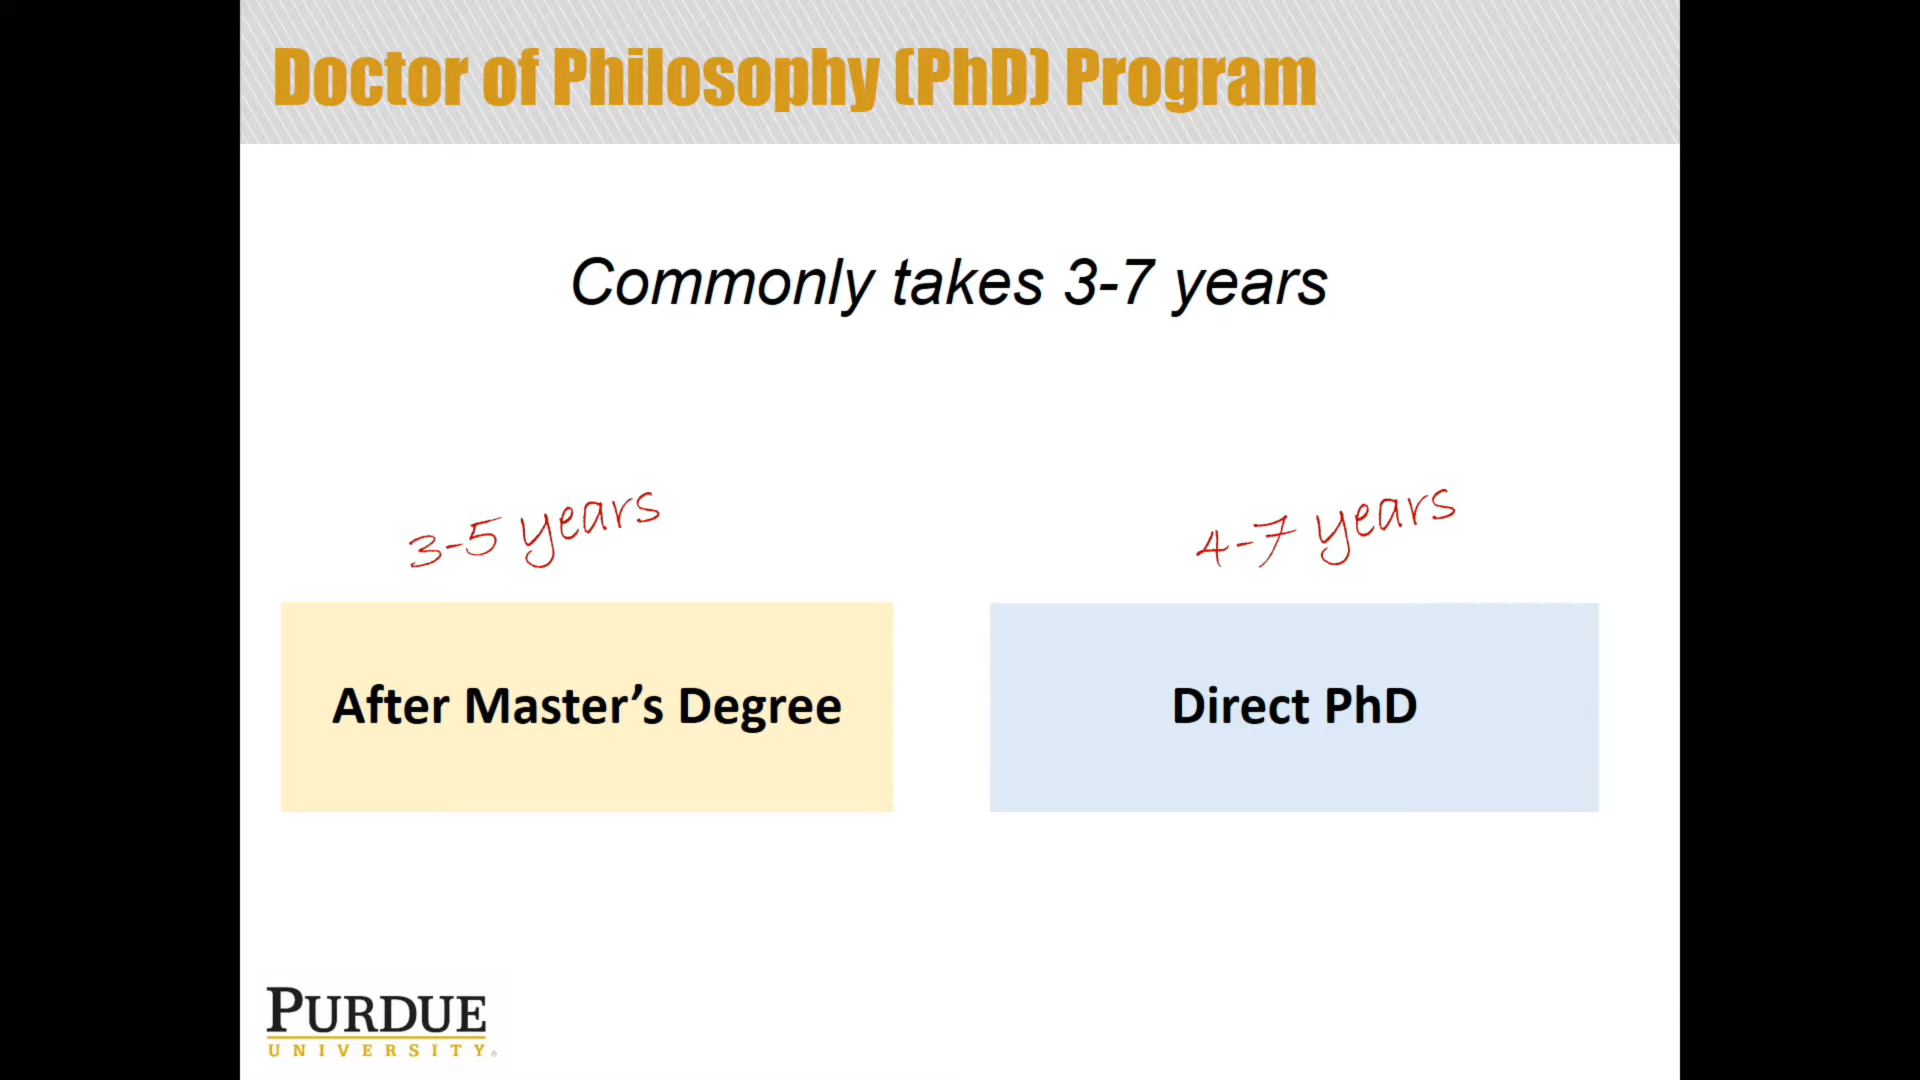 Doctor of Philosophy (PhD) Program
Commonly takes 3-7 years
3-5 years
4-7 years
After Master’s Degree
Direct PhD
PURDUE
UNIVERSITY®